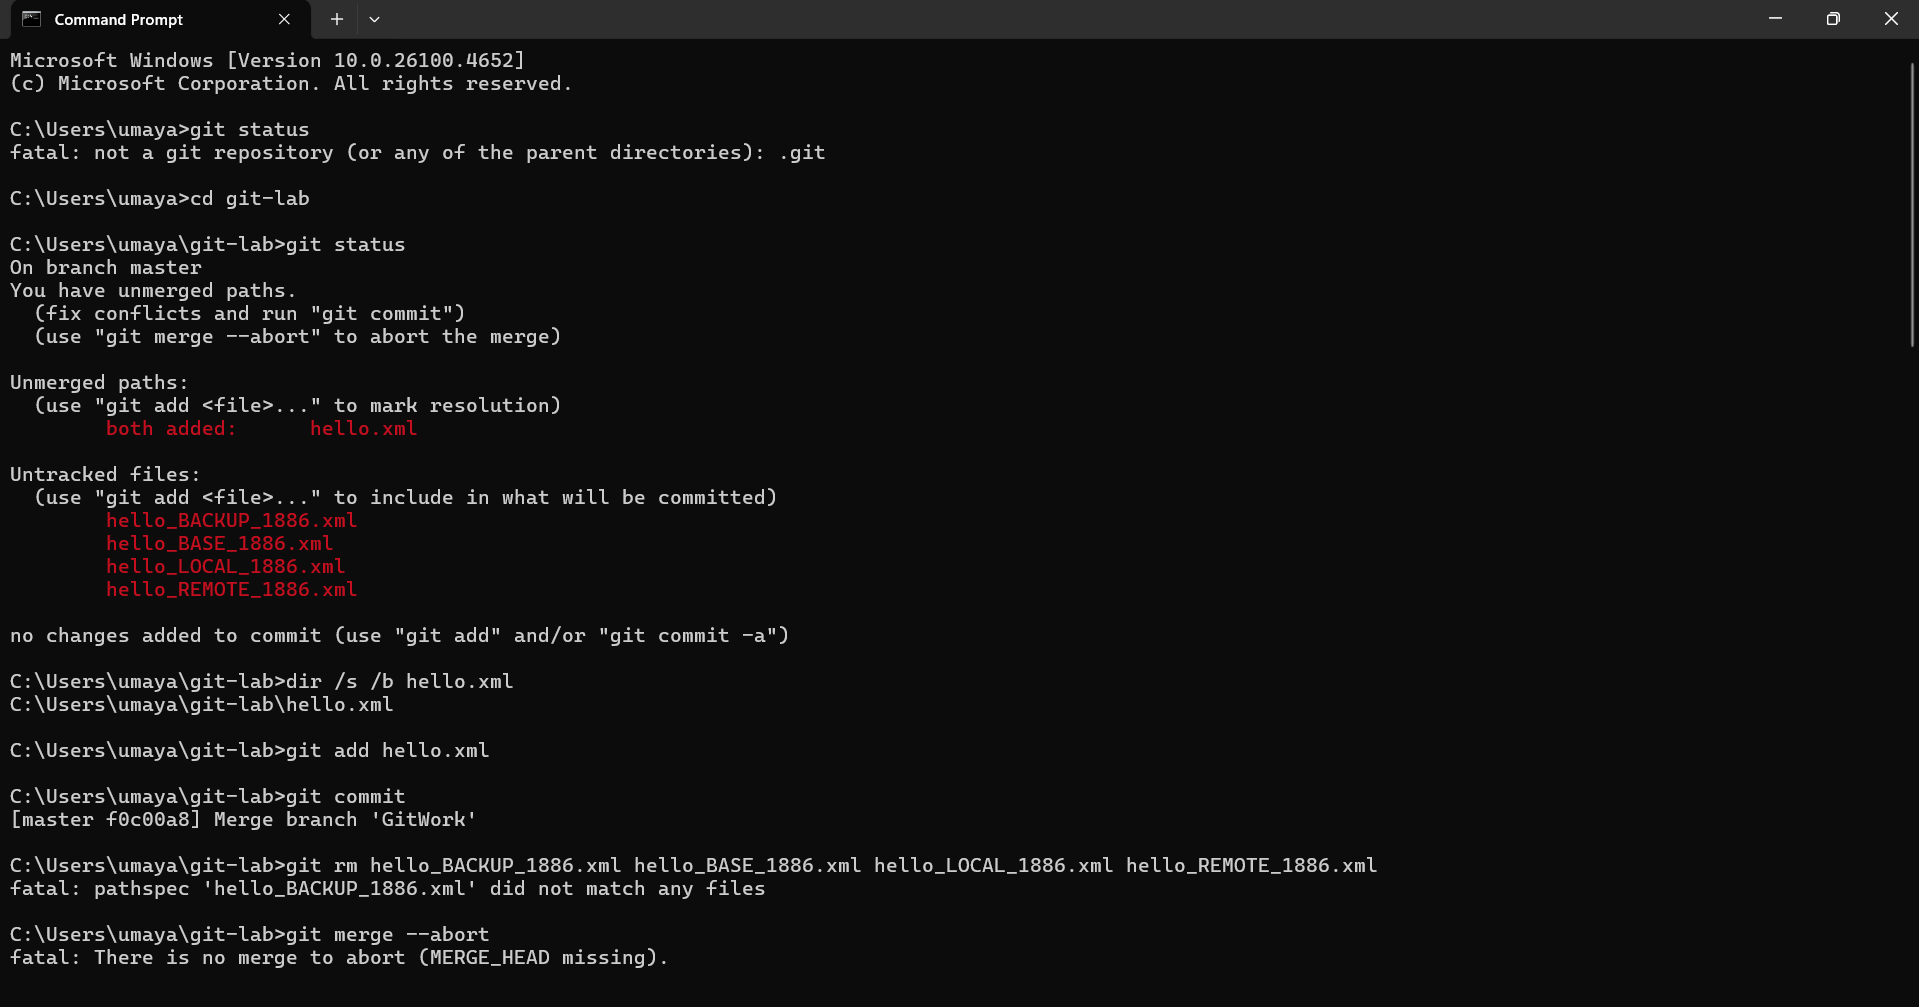 Command Prompt
Microsoft Windows [Version 10.0.26100.4652]
(c) Microsoft Corporation. All rights reserved.
C:\Users\umaya>git status
fatal: not a git repository (or any of the parent directories): .git
C:\Users\umaya>cd git-lab
C:\Users\umaya\git-lab>git status
On branch master
You have unmerged paths.
  (fix conflicts and run "git commit")
  (use "git merge --abort" to abort the merge)
Unmerged paths:
  (use "git add <file>..." to mark resolution)
        both added:      hello.xml
Untracked files:
  (use "git add <file>..." to include in what will be committed)
        hello_BACKUP_1886.xml
        hello_BASE_1886.xml
        hello_LOCAL_1886.xml
        hello_REMOTE_1886.xml
no changes added to commit (use "git add" and/or "git commit -a")
C:\Users\umaya\git-lab>dir /s /b hello.xml
C:\Users\umaya\git-lab\hello.xml
C:\Users\umaya\git-lab>git add hello.xml
C:\Users\umaya\git-lab>git commit
[master f0c00a8] Merge branch 'GitWork'
C:\Users\umaya\git-lab>git rm hello_BACKUP_1886.xml hello_BASE_1886.xml hello_LOCAL_1886.xml hello_REMOTE_1886.xml
fatal: pathspec 'hello_BACKUP_1886.xml' did not match any files
C:\Users\umaya\git-lab>git merge --abort
fatal: There is no merge to abort (MERGE_HEAD missing).